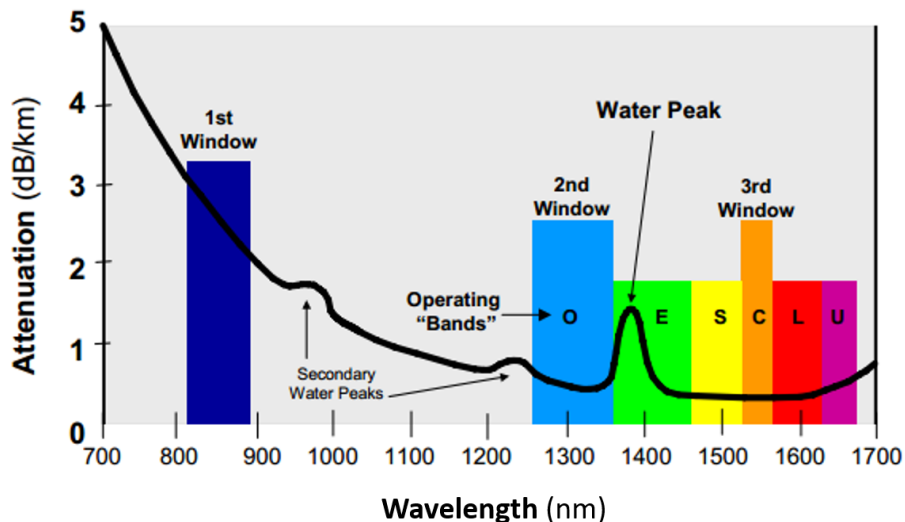 5
4
3
2
1
0
Attenuation (dB/km)
1st
Window
Water Peak
2nd
Window
3rd
Window
Operating
“Bands”
O
E
S
C
L
U
Secondary
Water Peaks
700
800
900
1000
1100
1200
1300
1400
1500
1600
1700
Wavelength (nm)